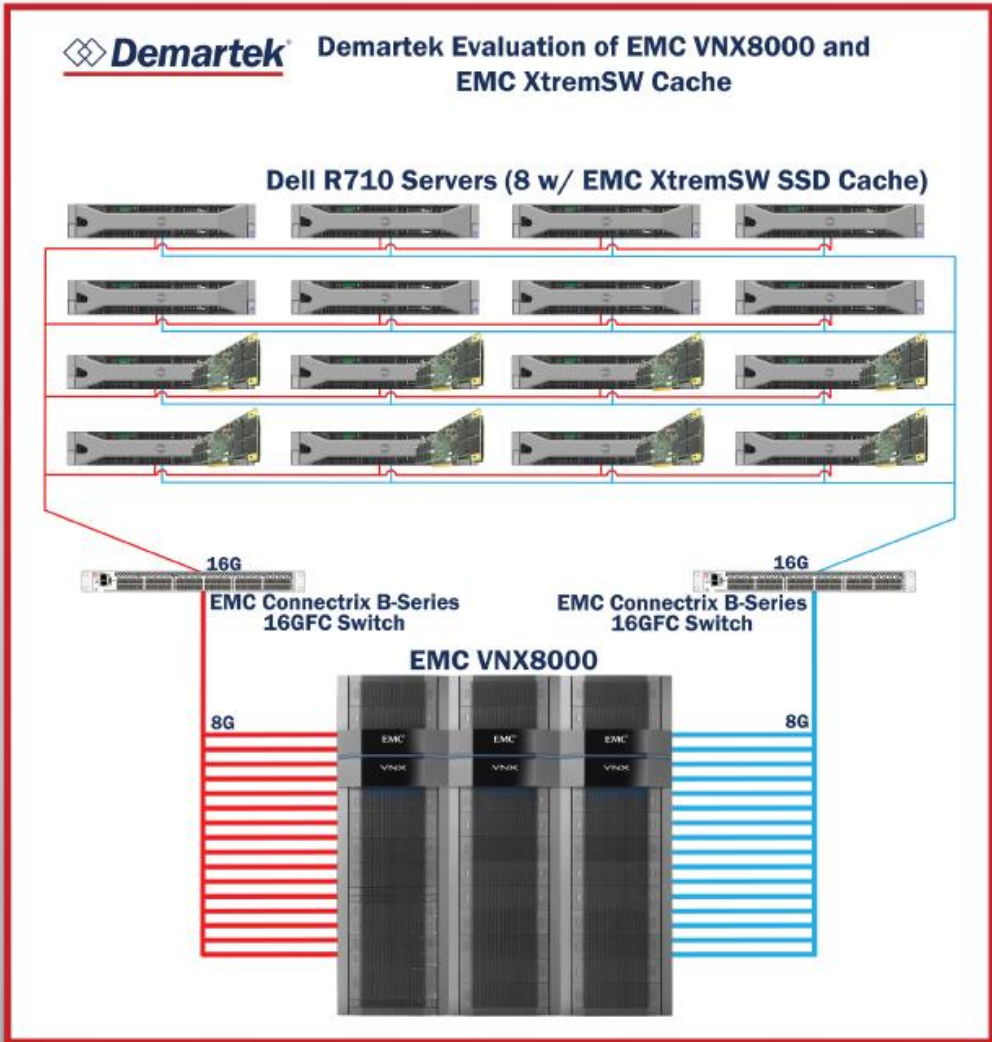 Demartek
Demartek Evaluation of EMC VNX8000 and
EMC XtremSW Cache
Dell R710 Servers (8 w/ EMC XtremSW SSD Cache)
16G
16G
EMC Connectrix B-Series
16GFC Switch
EMC Connectrix B-Series
16GFC Switch
EMC VNX8000
8G
8G
EMC EMC EMC
VNX VNX VNX